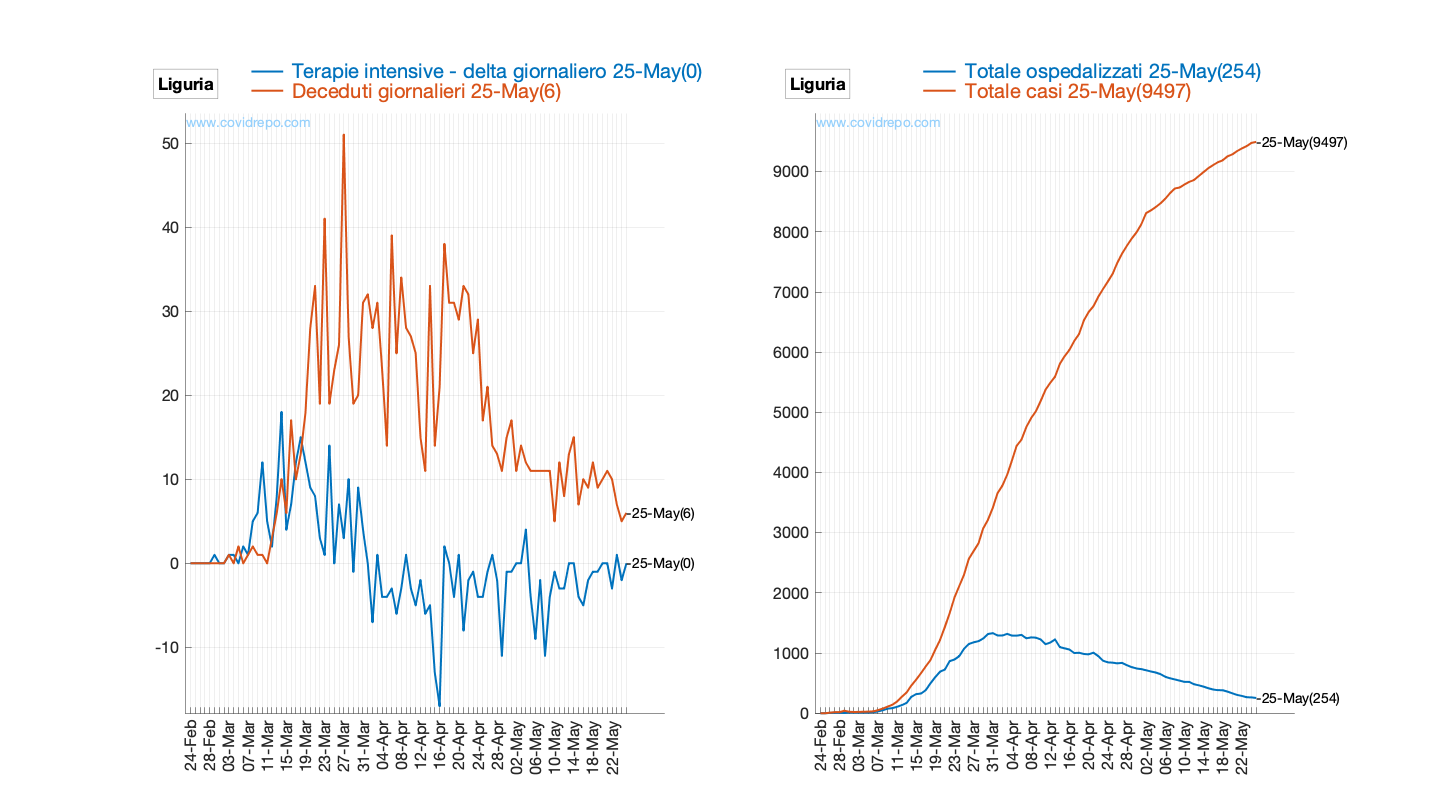 Liguria
Terapie intensive - delta giornaliero 25-May(0)
Deceduti giornalieri 25-May(6)
www.covidrepo.com
50
40
30
20
10
0
-10
25-May(6)
25-May(0)
24-Feb
28-Feb
03-Mar
07-Mar
11-Mar
15-Mar
19-Mar
23-Mar
27-Mar
31-Mar
04-Apr
08-Apr
12-Apr
16-Apr
20-Apr
24-Apr
28-Apr
02-May
06-May
10-May
14-May
18-May
22-May
Liguria
Totale ospedalizzati 25-May(254)
Totale casi 25-May(9497)
www.covidrepo.com
9000
8000
7000
6000
5000
4000
3000
2000
1000
0
25-May(9497)
25-May(254)
24-Feb
28-Feb
03-Mar
07-Mar
11-Mar
15-Mar
19-Mar
23-Mar
27-Mar
31-Mar
04-Apr
08-Apr
12-Apr
16-Apr
20-Apr
24-Apr
28-Apr
02-May
06-May
10-May
14-May
18-May
22-May